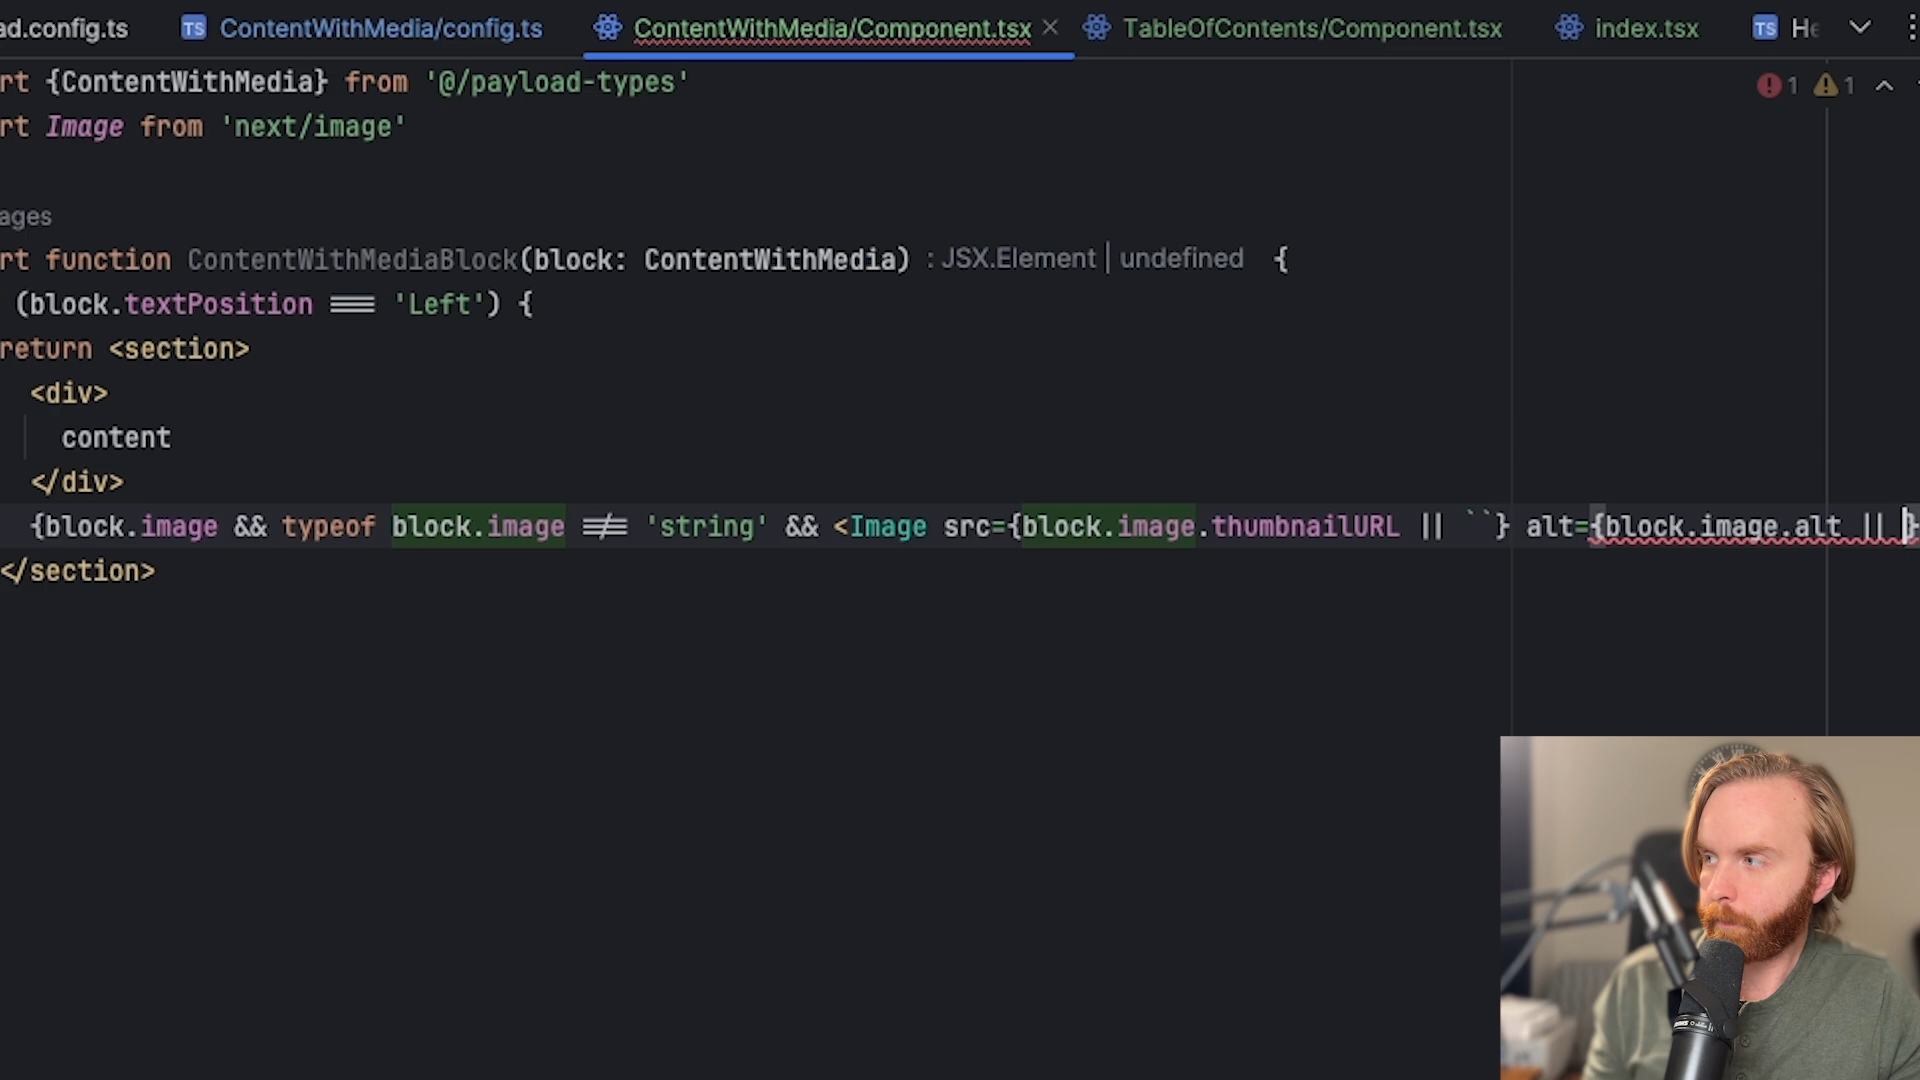 ad.config.ts
TS ContentWithMedia/config.ts
ContentWithMedia/Component.tsx
TableOfContents/Component.tsx
index.tsx
TS He
rt {ContentWithMedia} from '@/payload-types'
1 1
rt Image from 'next/image'
ages
rt function ContentWithMediaBlock(block: ContentWithMedia) : JSX.Element | undefined {
(block.textPosition === 'Left') {
return <section>
<div>
content
</div>
{block.image && typeof block.image !== 'string' && <Image src={block.image.thumbnailURL || ``} alt={block.image.alt || }
</section>